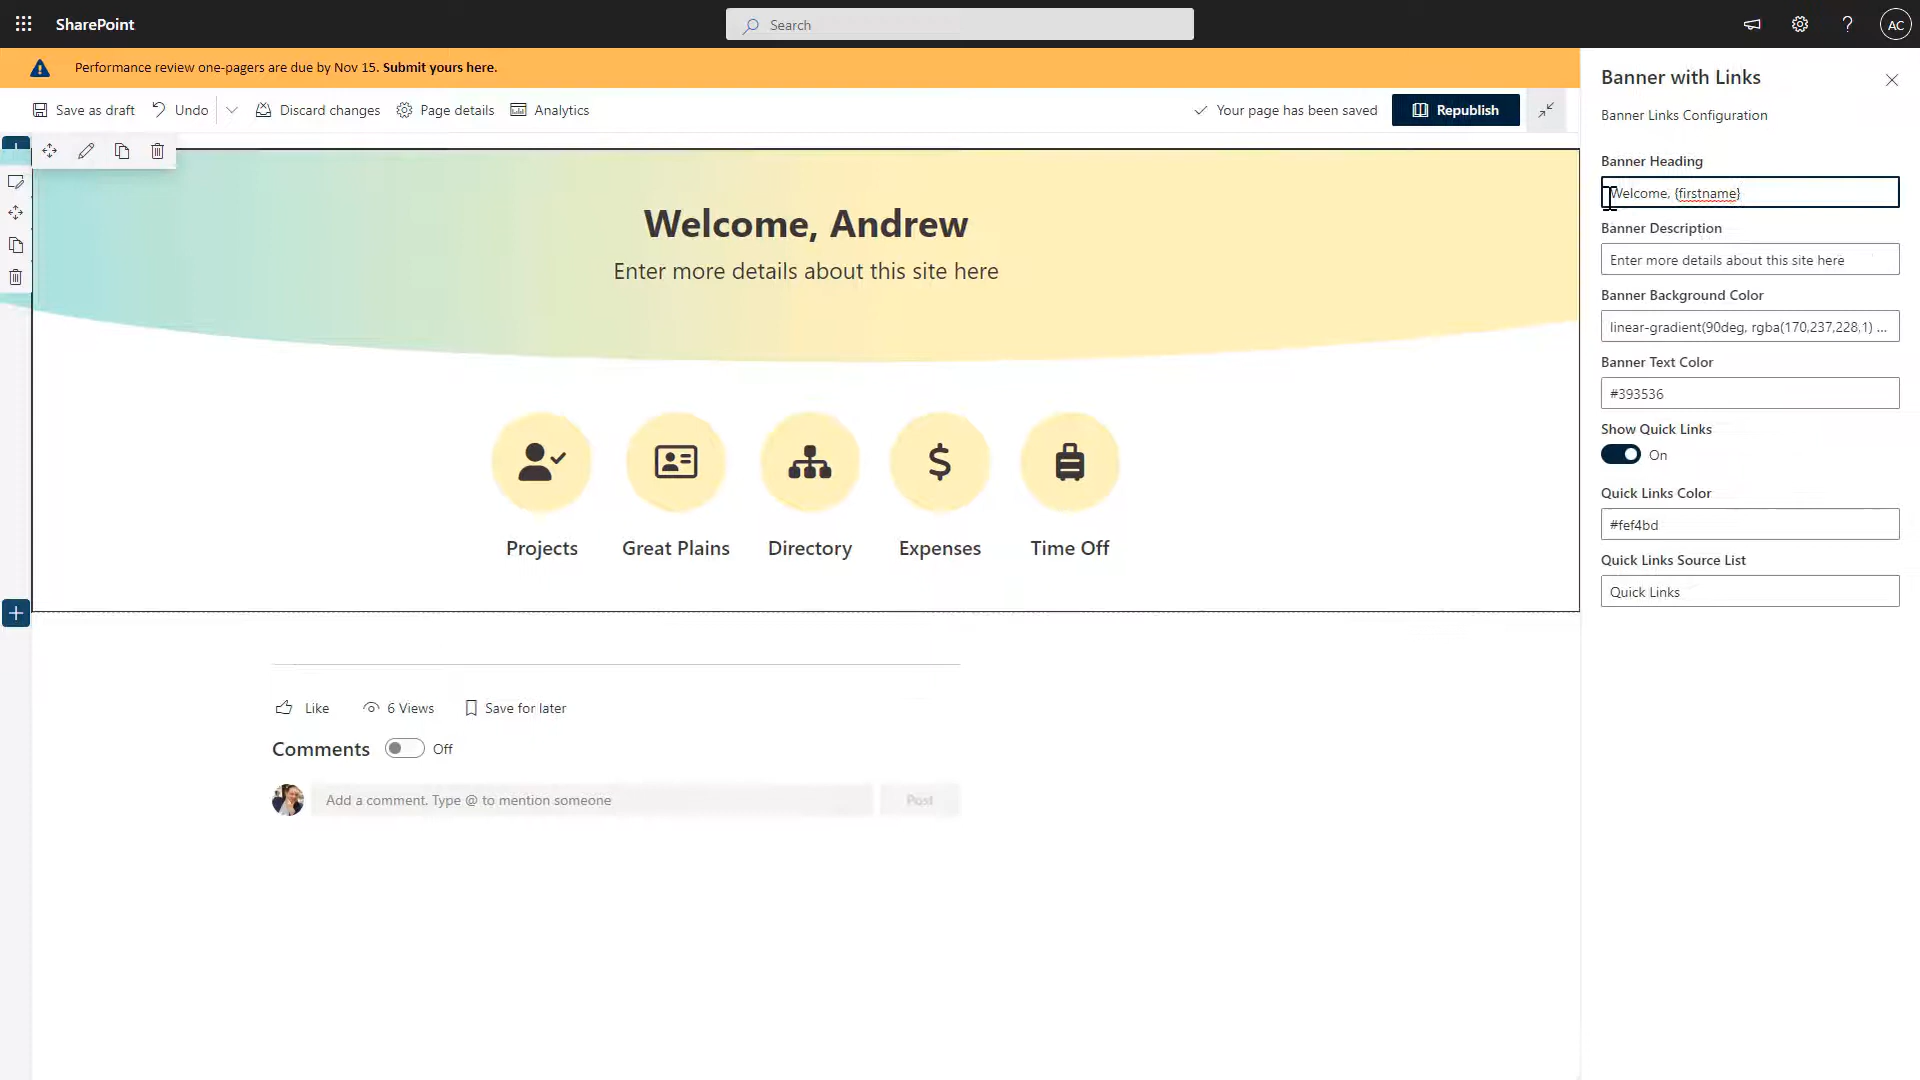 SharePoint
Search
AC
Performance review one-pagers are due by Nov 15. Submit yours here.
Save as draft
Undo
Discard changes
Page details
Analytics
Your page has been saved
Republish
Welcome, Andrew
Enter more details about this site here
Projects
Great Plains
Directory
Expenses
Time Off
Like
6 Views
Save for later
Comments
Off
Add a comment. Type @ to mention someone
Post
Banner with Links
Banner Links Configuration
Banner Heading
Welcome, {firstname}
Banner Description
Enter more details about this site here
Banner Background Color
linear-gradient(90deg, rgba(170,237,228,1) ...
Banner Text Color
#393536
Show Quick Links
On
Quick Links Color
#fef4bd
Quick Links Source List
Quick Links